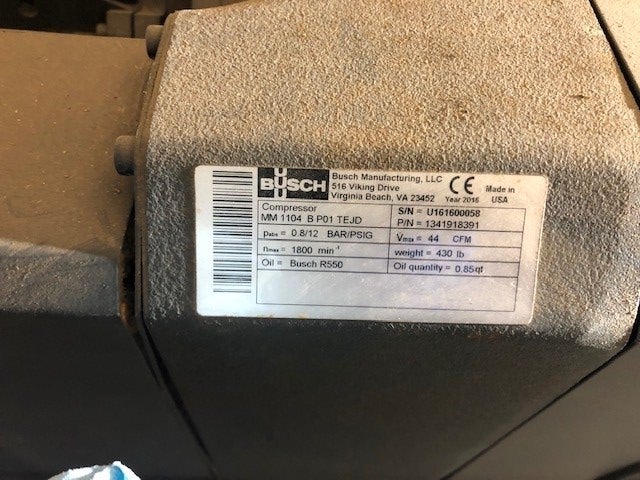 BUSCH
Busch Manufacturing, LLC
516 Viking Drive
Virginia Beach, VA 23452
CE
Year 2016
Made in
USA
Compressor
MM 1104 B P01 TEJD
S/N = U161600058
P/N = 1341918391
pabs = 0.8/12 BAR/PSIG
V̇max = 44 CFM
nmax = 1800 min⁻¹
weight = 430 lb
Oil = Busch R550
Oil quantity = 0.85qt